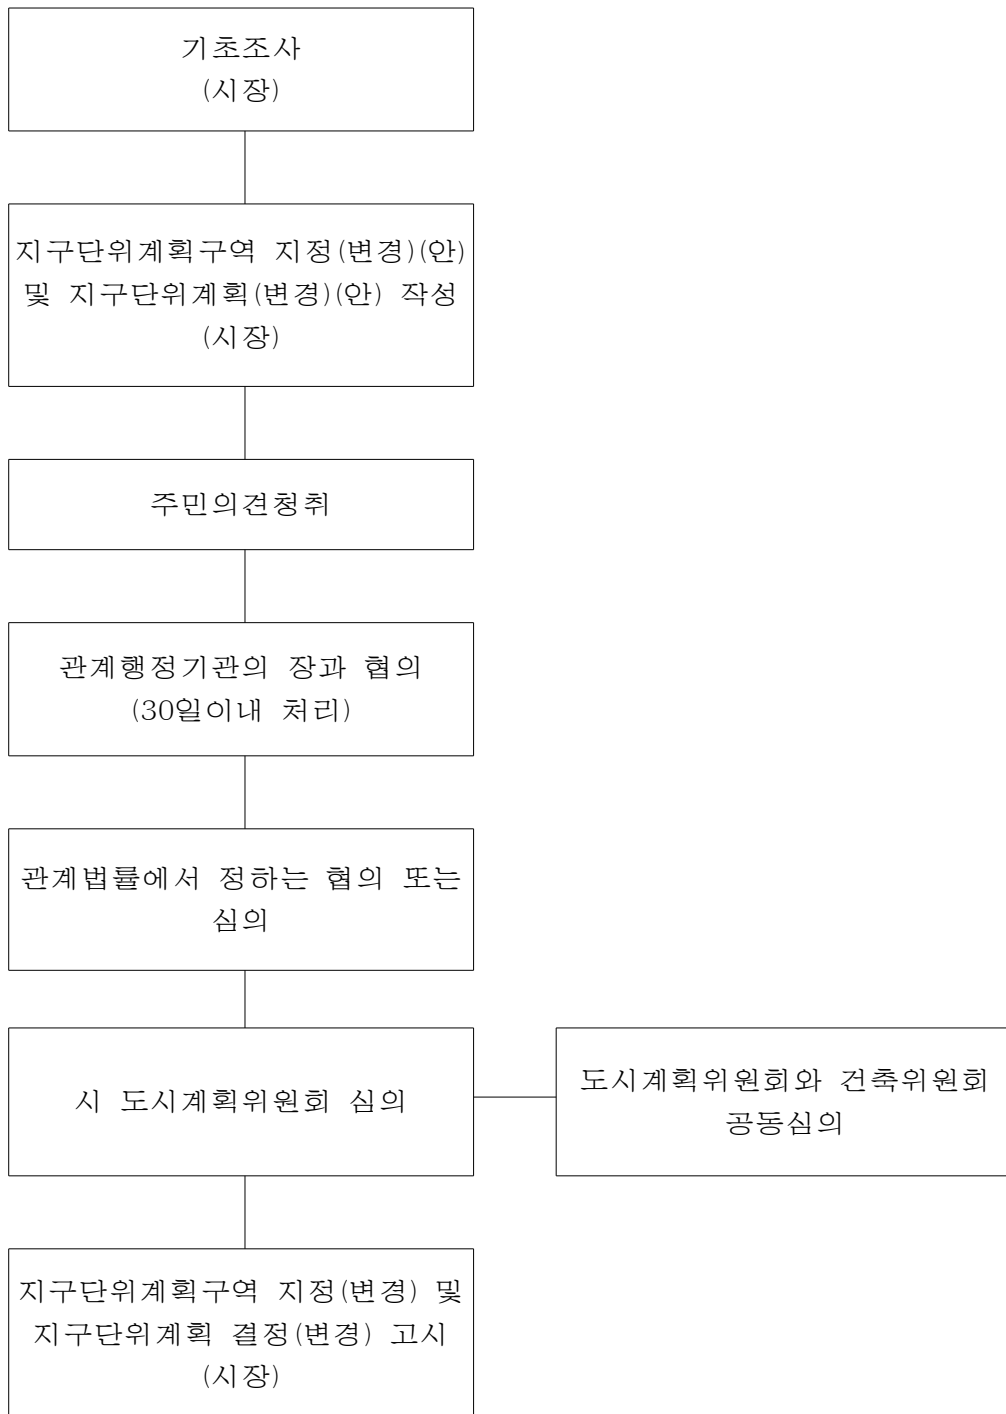 기초조사
(시장)
지구단위계획구역 지정(변경)(안)
및 지구단위계획(변경)(안) 작성
(시장)
주민의견청취
관계행정기관의 장과 협의
(30일이내 처리)
관계법률에서 정하는 협의 또는
심의
시 도시계획위원회 심의
도시계획위원회와 건축위원회
공동심의
지구단위계획구역 지정(변경) 및
지구단위계획 결정(변경) 고시
(시장)